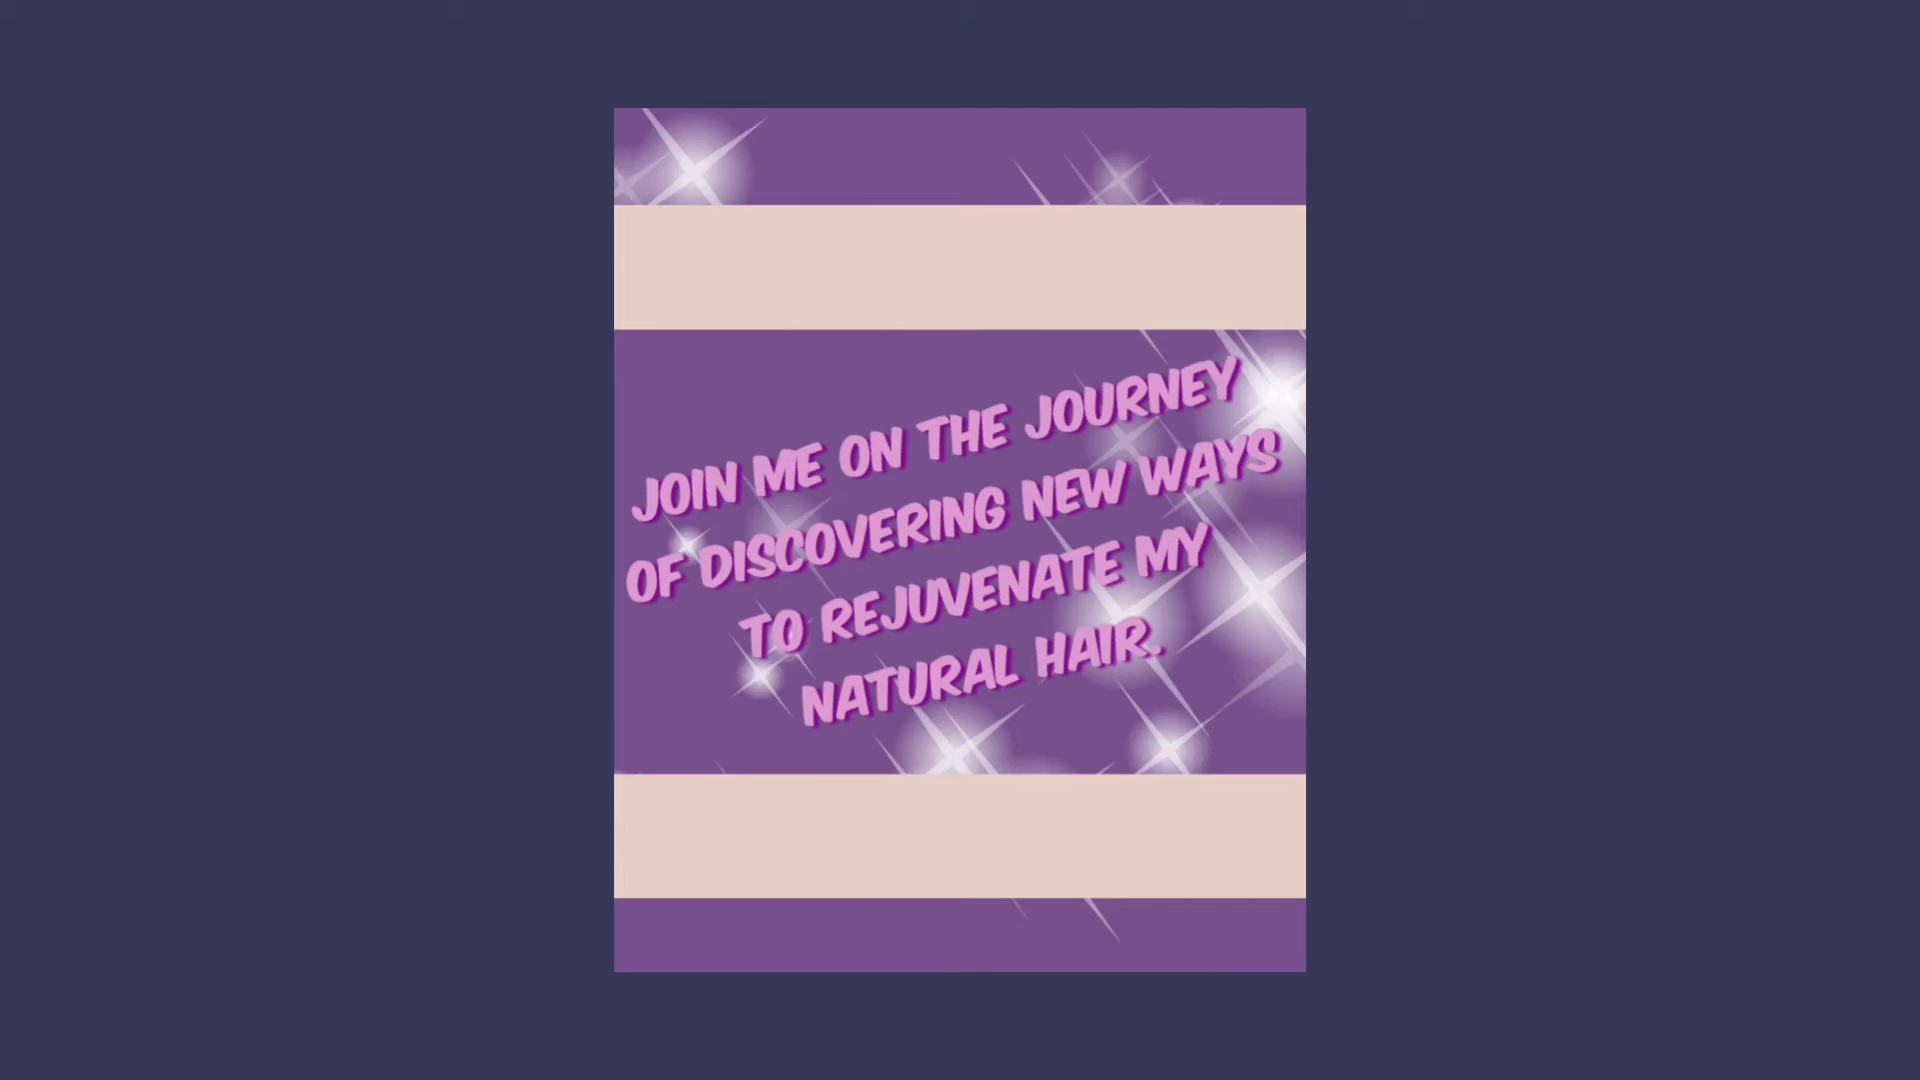 JOIN ME ON THE JOURNEY
OF DISCOVERING NEW WAYS
TO REJUVENATE MY
NATURAL HAIR.